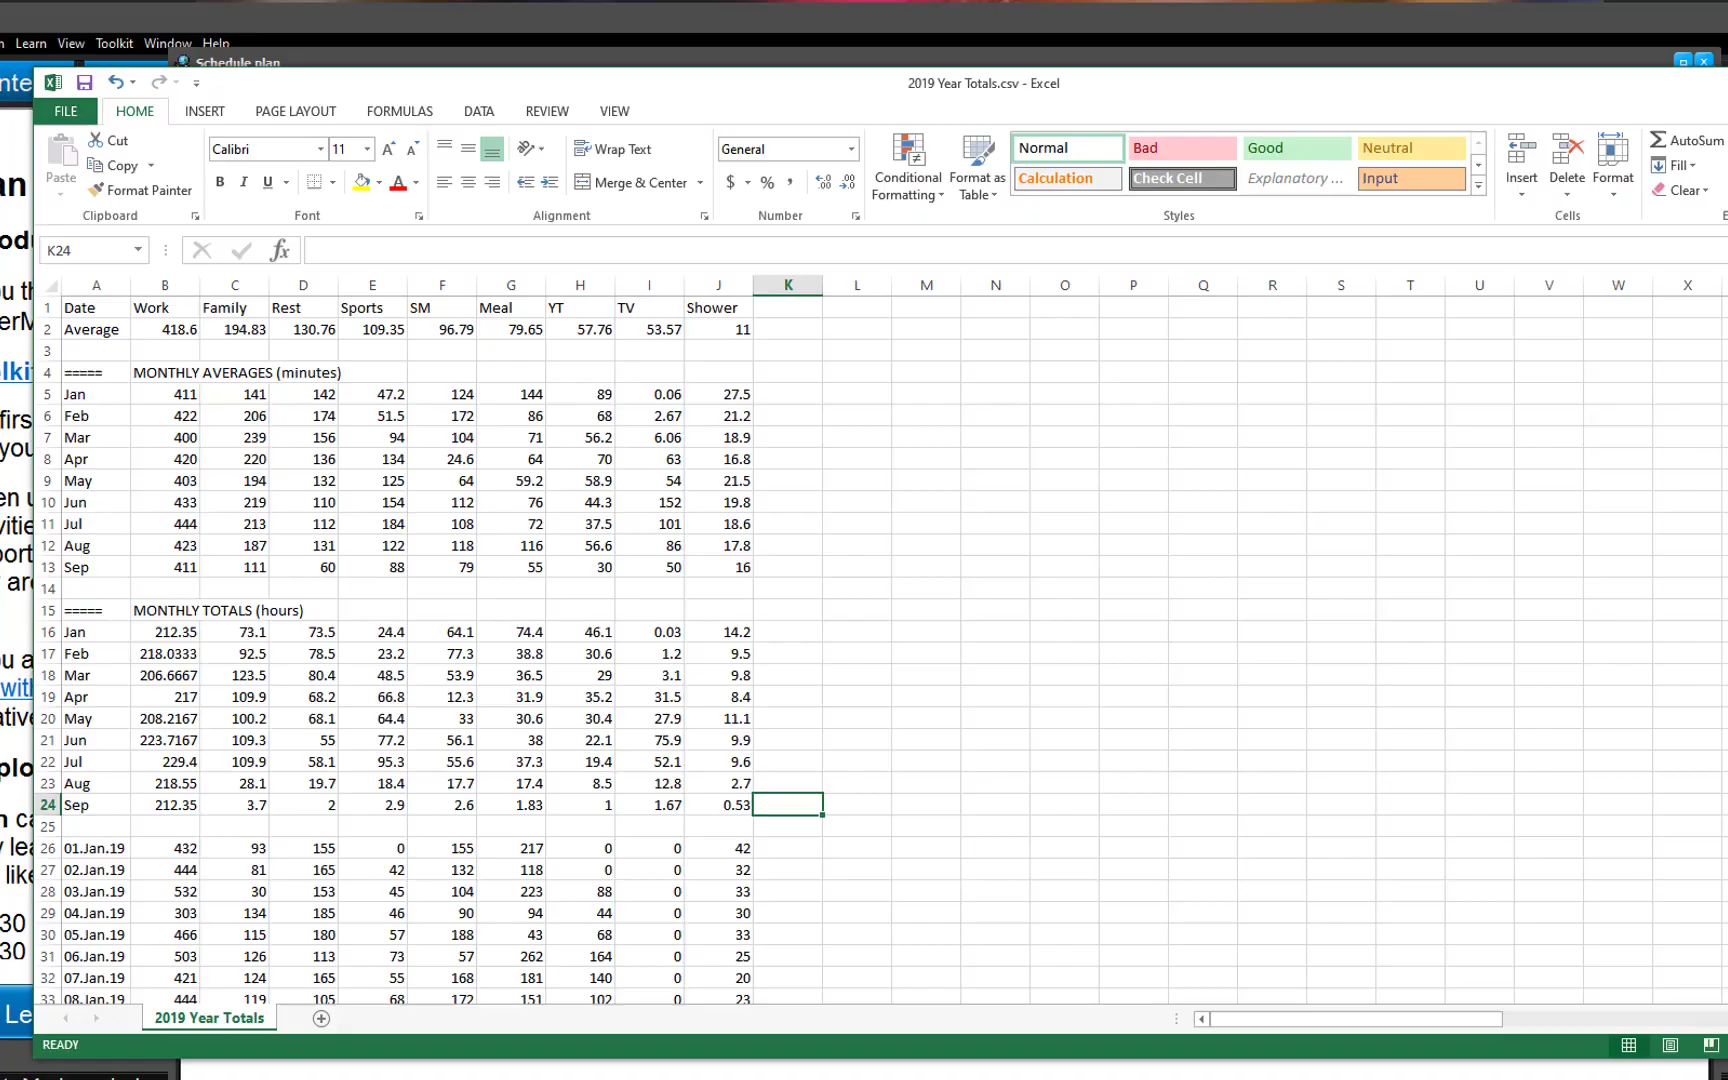 Learn View Toolkit Window Help
Schedule plan
2019 Year Totals.csv - Excel
FILE HOME INSERT PAGE LAYOUT FORMULAS DATA REVIEW VIEW
Paste
Cut
Copy
Format Painter
Clipboard
Calibri 11
B I U A
Font
Wrap Text
Merge & Center
Alignment
General
$ % ,
Number
Conditional Formatting
Format as Table
Normal Bad Good Neutral
Calculation Check Cell Explanatory ... Input
Styles
Insert Delete Format
Cells
AutoSum
Fill
Clear
K24 fx
A B C D E F G H I J K L M N O P Q R S T U V W X
1 Date Work Family Rest Sports SM Meal YT TV Shower
2 Average 418.6 194.83 130.76 109.35 96.79 79.65 57.76 53.57 11
3
4 ===== MONTHLY AVERAGES (minutes)
5 Jan 411 141 142 47.2 124 144 89 0.06 27.5
6 Feb 422 206 174 51.5 172 86 68 2.67 21.2
7 Mar 400 239 156 94 104 71 56.2 6.06 18.9
8 Apr 420 220 136 134 24.6 64 70 63 16.8
9 May 403 194 132 125 64 59.2 58.9 54 21.5
10 Jun 433 219 110 154 112 76 44.3 152 19.8
11 Jul 444 213 112 184 108 72 37.5 101 18.6
12 Aug 423 187 131 122 118 116 56.6 86 17.8
13 Sep 411 111 60 88 79 55 30 50 16
14
15 ===== MONTHLY TOTALS (hours)
16 Jan 212.35 73.1 73.5 24.4 64.1 74.4 46.1 0.03 14.2
17 Feb 218.0333 92.5 78.5 23.2 77.3 38.8 30.6 1.2 9.5
18 Mar 206.6667 123.5 80.4 48.5 53.9 36.5 29 3.1 9.8
19 Apr 217 109.9 68.2 66.8 12.3 31.9 35.2 31.5 8.4
20 May 208.2167 100.2 68.1 64.4 33 30.6 30.4 27.9 11.1
21 Jun 223.7167 109.3 55 77.2 56.1 38 22.1 75.9 9.9
22 Jul 229.4 109.9 58.1 95.3 55.6 37.3 19.4 52.1 9.6
23 Aug 218.55 28.1 19.7 18.4 17.7 17.4 8.5 12.8 2.7
24 Sep 212.35 3.7 2 2.9 2.6 1.83 1 1.67 0.53
25
26 01.Jan.19 432 93 155 0 155 217 0 0 42
27 02.Jan.19 444 81 165 42 132 118 0 0 32
28 03.Jan.19 532 30 153 45 104 223 88 0 33
29 04.Jan.19 303 134 185 46 90 94 44 0 30
30 05.Jan.19 466 115 180 57 188 43 68 0 33
31 06.Jan.19 503 126 113 73 57 262 164 0 25
32 07.Jan.19 421 124 165 55 168 181 140 0 20
33 08.Jan.19 444 119 105 68 172 151 102 0 23
2019 Year Totals
READY